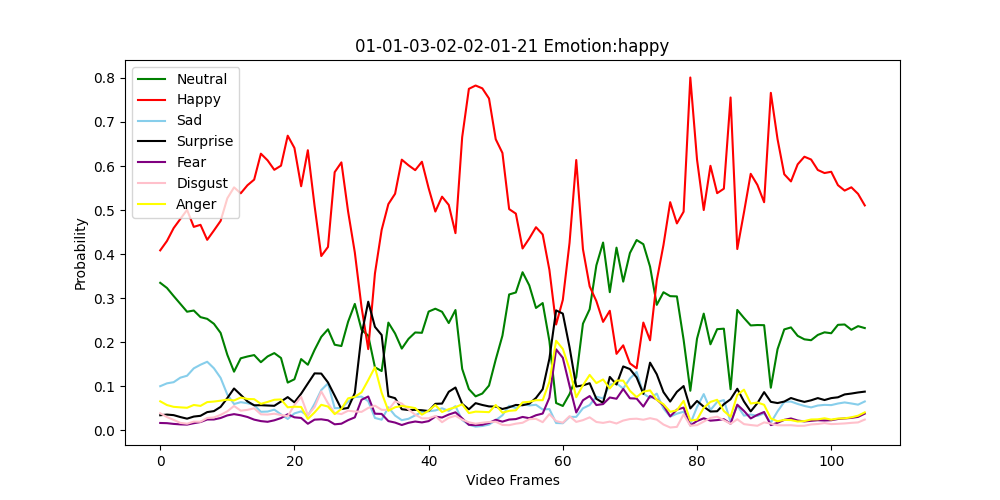 01-01-03-02-02-01-21 Emotion:happy
Probability
0.8
0.7
0.6
0.5
0.4
0.3
0.2
0.1
0.0
Neutral
Happy
Sad
Surprise
Fear
Disgust
Anger
0 20 40 60 80 100
Video Frames